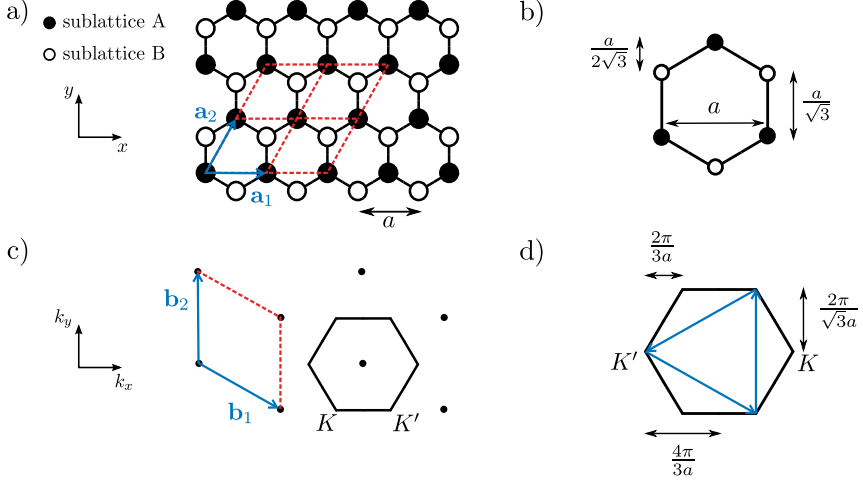 a)
sublattice A
sublattice B
y
x
a₂
a₁
a
b)
a/2√3
a
a/√3
c)
k_y
k_x
b₂
b₁
K
K′
d)
2π/3a
2π/√3a
K′
K
4π/3a